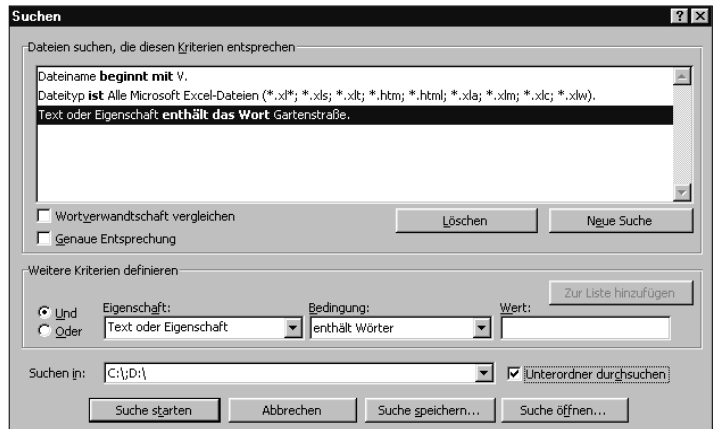 Suchen
Dateien suchen, die diesen Kriterien entsprechen
Dateiname beginnt mit V.
Dateityp ist Alle Microsoft Excel-Dateien (*.xl*; *.xls; *.xlt; *.htm; *.html; *.xla; *.xlm; *.xlc; *.xlw).
Text oder Eigenschaft enthält das Wort Gartenstraße.
Wortverwandtschaft vergleichen
Löschen
Neue Suche
Genaue Entsprechung
Weitere Kriterien definieren
Zur Liste hinzufügen
Und
Oder
Eigenschaft:
Text oder Eigenschaft
Bedingung:
enthält Wörter
Wert:
Suchen in:
C:\;D:\
Unterordner durchsuchen
Suche starten
Abbrechen
Suche speichern...
Suche öffnen...